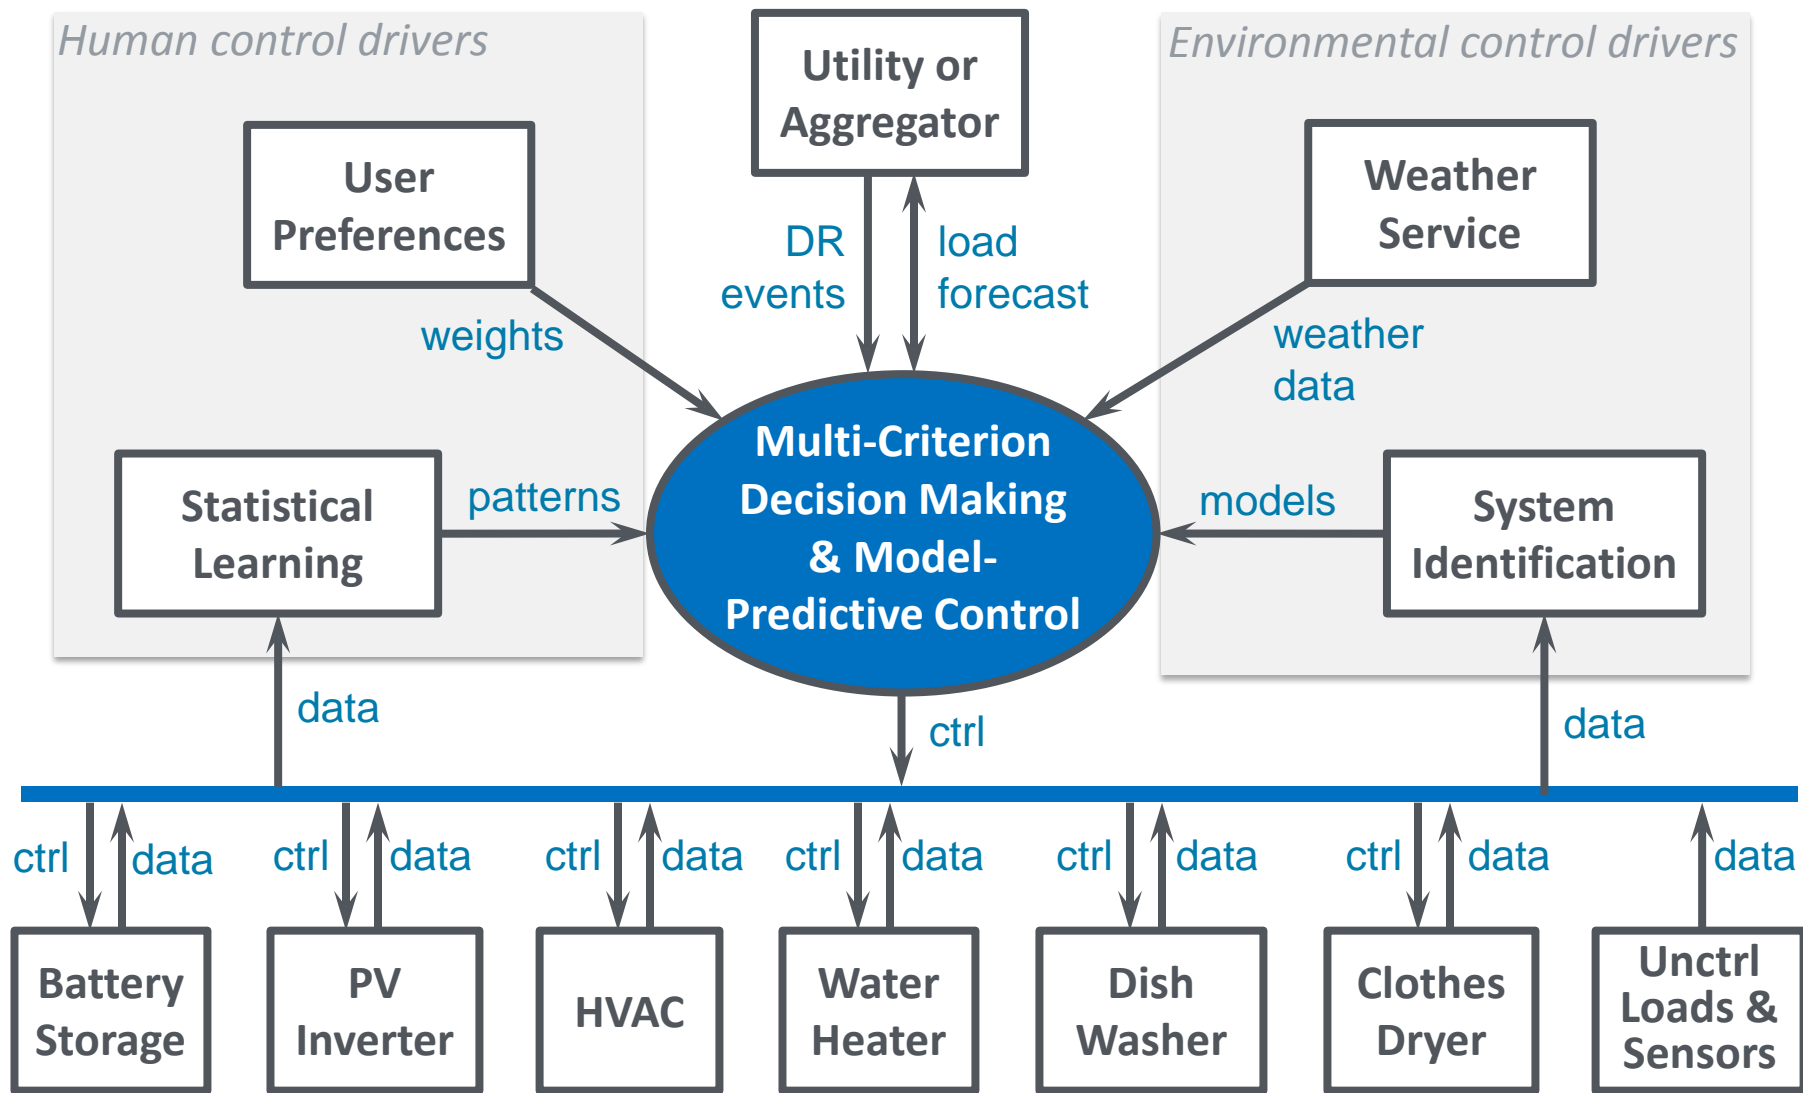 Human control drivers
Utility or
Aggregator
Environmental control drivers
User
Preferences
Weather
Service
DR
events
load
forecast
weights
weather
data
Multi-Criterion
Decision Making
& Model-
Predictive Control
Statistical
Learning
patterns
models
System
Identification
data
ctrl
data
ctrl
data
ctrl
data
ctrl
data
ctrl
data
ctrl
data
ctrl
data
data
Battery
Storage
PV
Inverter
HVAC
Water
Heater
Dish
Washer
Clothes
Dryer
Unctrl
Loads &
Sensors